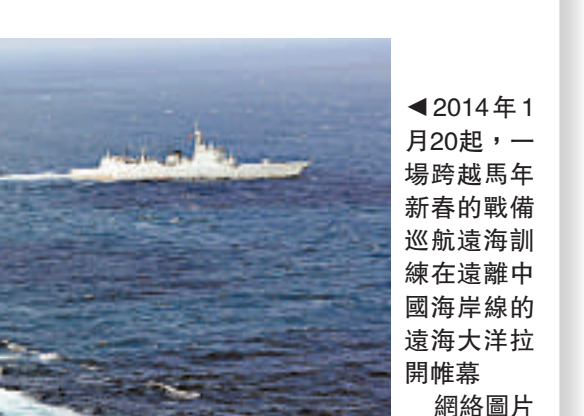 ◀2014年1
月20起，一
場跨越馬年
新春的戰備
巡航遠海訓
練在遠離中
國海岸線的
遠海大洋拉
開帷幕
網絡圖片